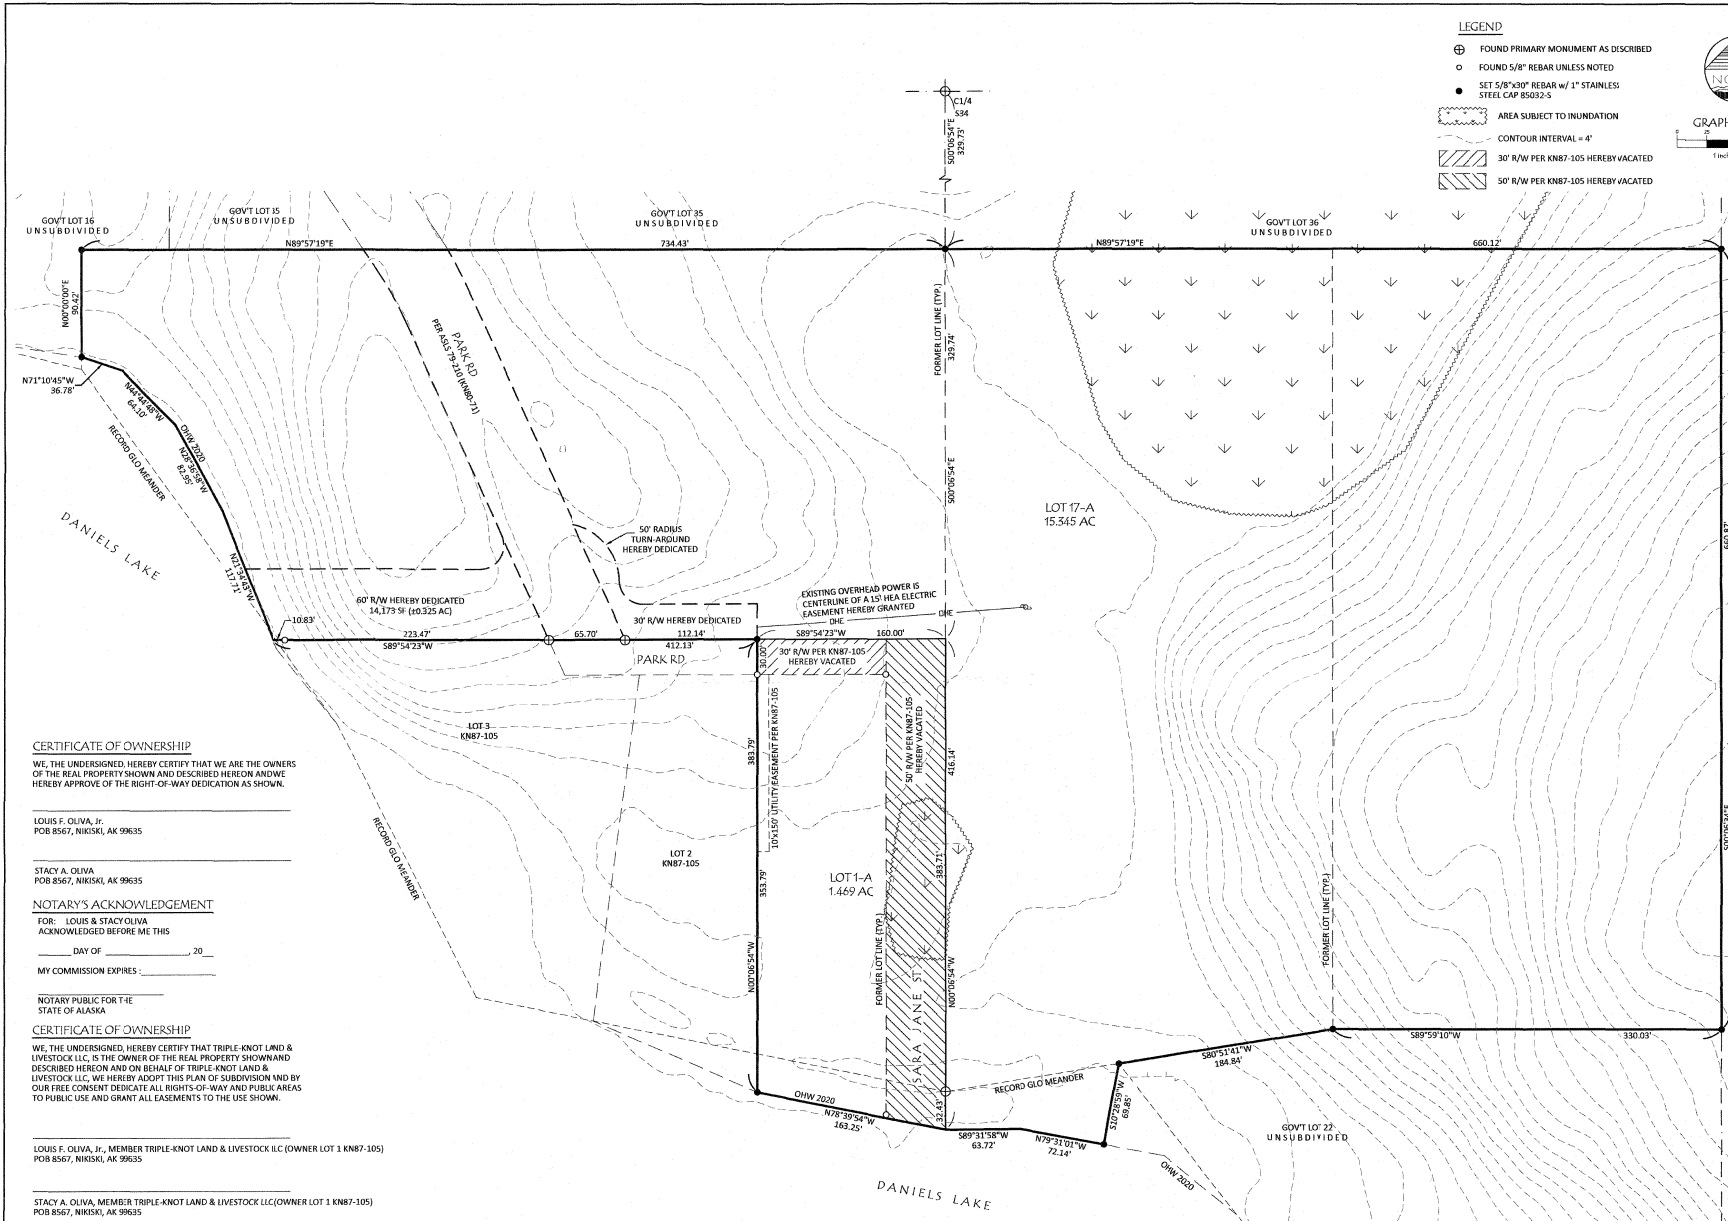 LEGEND
FOUND PRIMARY MONUMENT AS DESCRIBED
FOUND 5/8" REBAR UNLESS NOTED
SET 5/8"x30" REBAR w/ 1" STAINLESS
STEEL CAP 85032-S
AREA SUBJECT TO INUNDATION
CONTOUR INTERVAL = 4'
30' R/W PER KN87-105 HEREBY VACATED
50' R/W PER KN87-105 HEREBY VACATED
C1/4
S34
S00°06'54"E
329.73'
GOV'T LOT 16
UNSUBDIVIDED
GOV'T LOT 15
UNSUBDIVIDED
GOV'T LOT 35
UNSUBDIVIDED
GOV'T LOT 36
UNSUBDIVIDED
N89°57'19"E
734.43'
N89°57'19"E
660.12'
N00°00'00"E
90.42'
N71°10'45"W
36.78'
N44°44'48"W
64.10'
OHW 2020
N28°36'58"W
82.95'
RECORD GLO MEANDER
N21°34'43"W
117.71'
DANIELS LAKE
PARK RD
PER ASLS 79-210 (KN80-71)
FORMER LOT LINE (TYP.)
329.74'
S00°06'54"E
LOT 17-A
15.345 AC
660.87'
S00°06'34"E
50' RADIUS
TURN-AROUND
HEREBY DEDICATED
60' R/W HEREBY DEDICATED
14,173 SF (±0.325 AC)
30' R/W HEREBY DEDICATED
EXISTING OVERHEAD POWER IS
CENTERLINE OF A 15' HEA ELECTRIC
EASEMENT HEREBY GRANTED
OHE
OHE
10.83'
223.47'
S89°54'23"W
65.70'
112.14'
412.13'
S89°54'23"W
160.00'
PARK RD
30.00'
30' R/W PER KN87-105
HEREBY VACATED
LOT 3
KN87-105
383.79'
10'x150' UTILITY EASEMENT PER KN87-105
50' R/W PER KN87-105
HEREBY VACATED
416.14'
LOT 2
KN87-105
353.79'
LOT 1-A
1.469 AC
383.71'
RECORD GLO MEANDER
FORMER LOT LINE (TYP.)
FORMER LOT LINE (TYP.)
N00°06'54"W
SARA JANE ST
N00°06'54"W
32.43'
OHW 2020
N78°39'54"W
163.25'
RECORD GLO MEANDER
S89°31'58"W
63.72'
N79°31'01"W
72.14'
S10°28'59"W
69.85'
S80°51'41"W
184.84'
S89°59'10"W
330.03'
GOV'T LOT 22
UNSUBDIVIDED
OHW 2020
DANIELS LAKE
CERTIFICATE OF OWNERSHIP
WE, THE UNDERSIGNED, HEREBY CERTIFY THAT WE ARE THE OWNERS
OF THE REAL PROPERTY SHOWN AND DESCRIBED HEREON AND WE
HEREBY APPROVE OF THE RIGHT-OF-WAY DEDICATION AS SHOWN.
LOUIS F. OLIVA, Jr.
POB 8567, NIKISKI, AK 99635
STACY A. OLIVA
POB 8567, NIKISKI, AK 99635
NOTARY'S ACKNOWLEDGEMENT
FOR: LOUIS & STACY OLIVA
ACKNOWLEDGED BEFORE ME THIS
______ DAY OF ________________, 20__
MY COMMISSION EXPIRES :______________
NOTARY PUBLIC FOR THE
STATE OF ALASKA
CERTIFICATE OF OWNERSHIP
WE, THE UNDERSIGNED, HEREBY CERTIFY THAT TRIPLE-KNOT LAND &
LIVESTOCK LLC, IS THE OWNER OF THE REAL PROPERTY SHOWN AND
DESCRIBED HEREON AND ON BEHALF OF TRIPLE-KNOT LAND &
LIVESTOCK LLC, WE HEREBY ADOPT THIS PLAN OF SUBDIVISION AND BY
OUR FREE CONSENT DEDICATE ALL RIGHTS-OF-WAY AND PUBLIC AREAS
TO PUBLIC USE AND GRANT ALL EASEMENTS TO THE USE SHOWN.
LOUIS F. OLIVA, Jr., MEMBER TRIPLE-KNOT LAND & LIVESTOCK LLC (OWNER LOT 1 KN87-105)
POB 8567, NIKISKI, AK 99635
STACY A. OLIVA, MEMBER TRIPLE-KNOT LAND & LIVESTOCK LLC (OWNER LOT 1 KN87-105)
POB 8567, NIKISKI, AK 99635